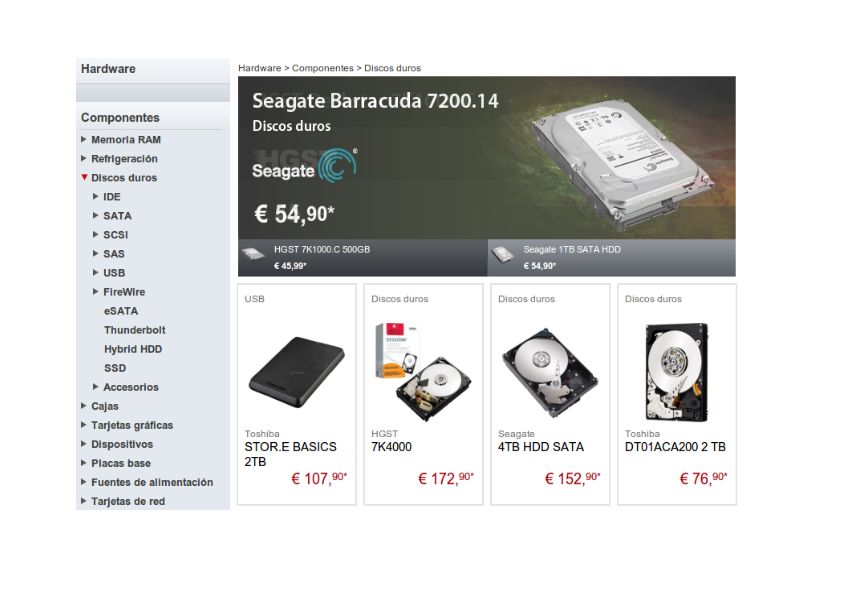 Hardware
Componentes
Memoria RAM
Refrigeración
Discos duros
IDE
SATA
SCSI
SAS
USB
FireWire
eSATA
Thunderbolt
Hybrid HDD
SSD
Accesorios
Cajas
Tarjetas gráficas
Dispositivos
Placas base
Fuentes de alimentación
Tarjetas de red
Hardware > Componentes > Discos duros
Seagate Barracuda 7200.14
Discos duros
HGST
Seagate®
€ 54,90*
HGST 7K1000.C 500GB
€ 45,99*
Seagate 1TB SATA HDD
€ 54,90*
USB
Toshiba
STOR.E BASICS
2TB
€ 107,90*
Discos duros
HGST
7K4000
€ 172,90*
Discos duros
Seagate
4TB HDD SATA
€ 152,90*
Discos duros
Toshiba
DT01ACA200 2 TB
€ 76,90*